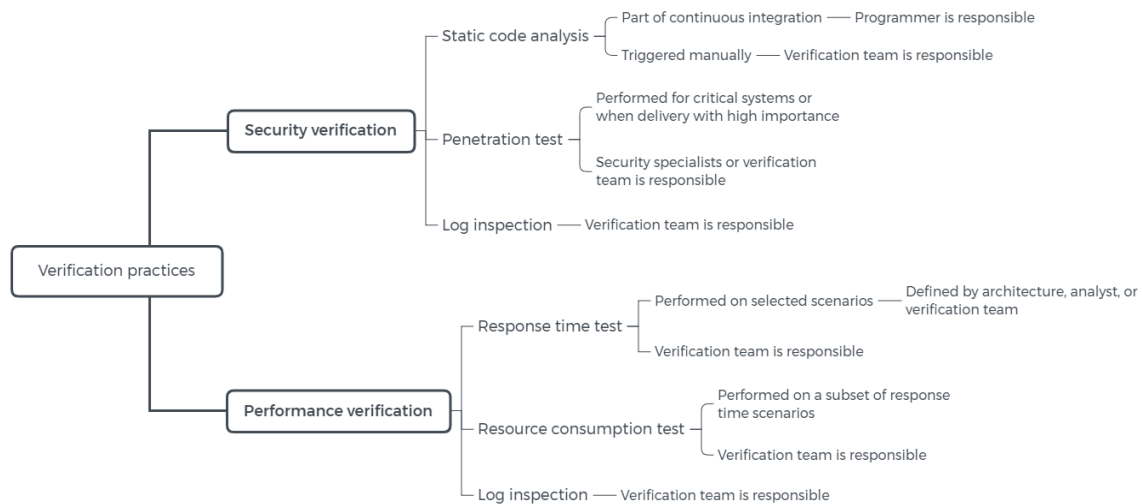 Verification practices
Security verification
Static code analysis
Part of continuous integration
Programmer is responsible
Triggered manually
Verification team is responsible
Penetration test
Performed for critical systems or
when delivery with high importance
Security specialists or verification
team is responsible
Log inspection
Verification team is responsible
Performance verification
Response time test
Performed on selected scenarios
Defined by architecture, analyst, or
verification team
Verification team is responsible
Resource consumption test
Performed on a subset of response
time scenarios
Verification team is responsible
Log inspection
Verification team is responsible